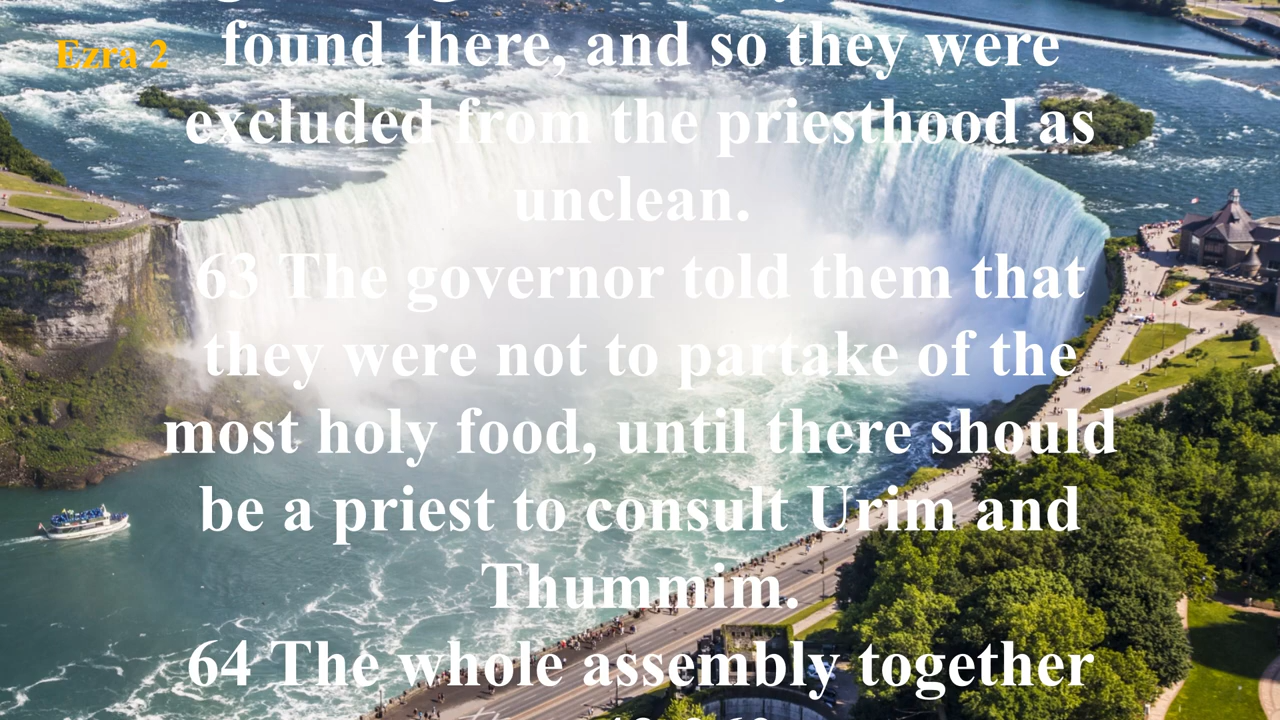 Ezra 2
found there, and so they were
excluded from the priesthood as
unclean.
63 The governor told them that
they were not to partake of the
most holy food, until there should
be a priest to consult Urim and
Thummim.
64 The whole assembly together